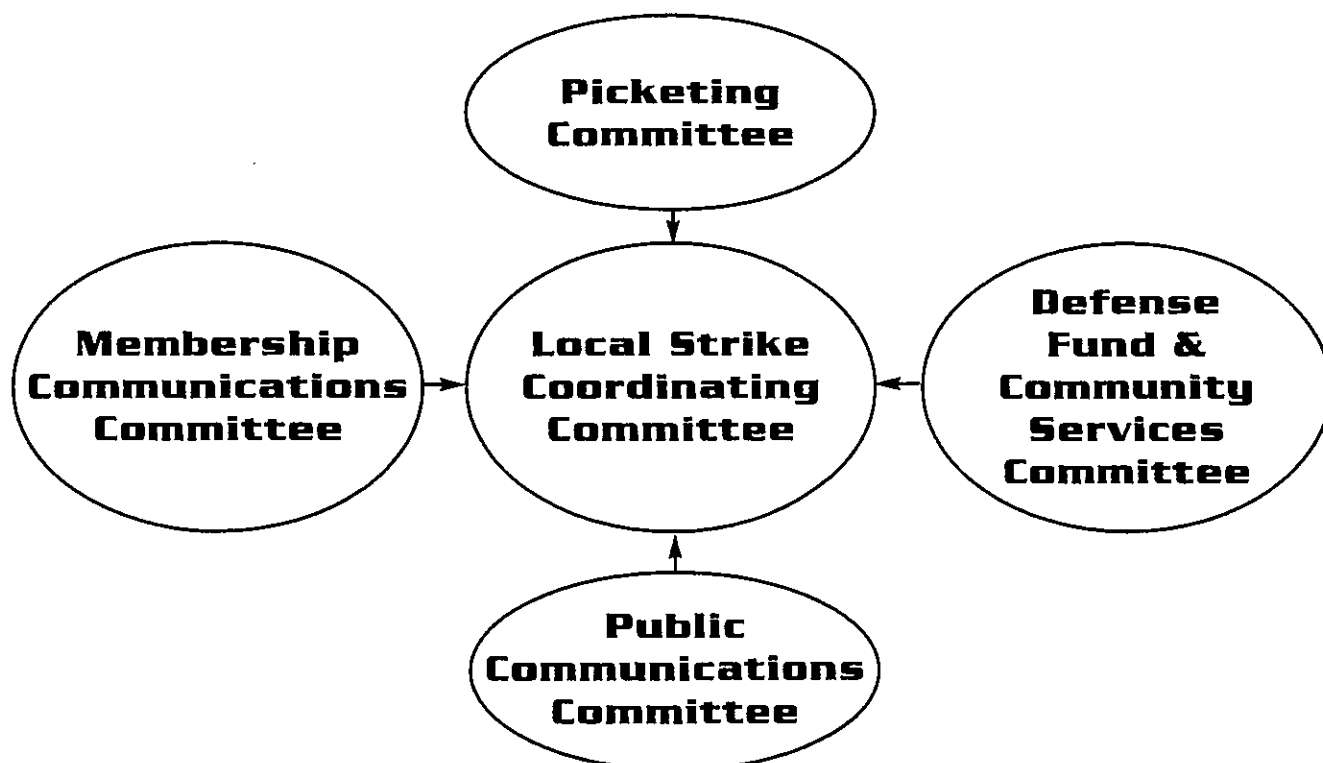 Picketing
Committee
Membership
Communications
Committee
Local Strike
Coordinating
Committee
Defense
Fund &
Community
Services
Committee
Public
Communications
Committee